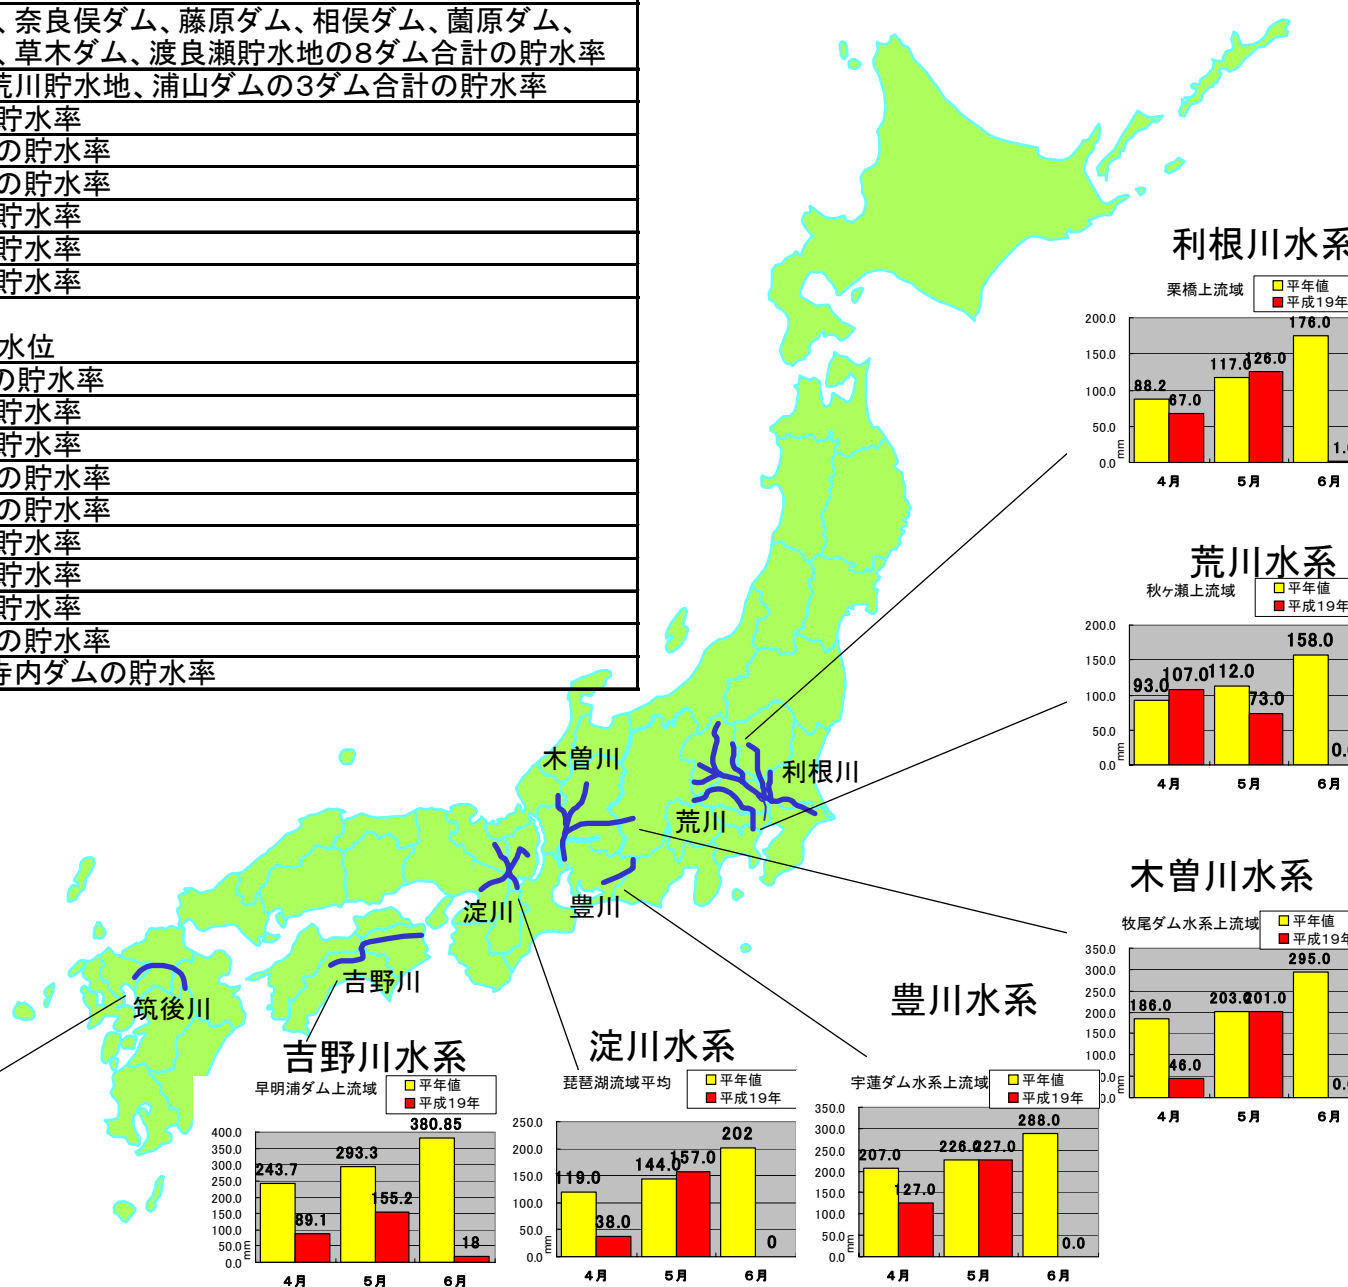 、奈良俣ダム、藤原ダム、相俣ダム、薗原ダム、
、草木ダム、渡良瀬貯水地の8ダム合計の貯水率
荒川貯水地、浦山ダムの3ダム合計の貯水率
貯水率
の貯水率
の貯水率
貯水率
貯水率
貯水率
水位
の貯水率
貯水率
貯水率
の貯水率
の貯水率
貯水率
貯水率
貯水率
の貯水率
寺内ダムの貯水率
利根川水系
栗橋上流域
平年値
平成19年
200.0
150.0
100.0
50.0
0.0
mm
88.2
67.0
117.0
126.0
176.0
4月
5月
6月
荒川水系
秋ヶ瀬上流域
平年値
平成19年
200.0
150.0
100.0
50.0
0.0
mm
93.0
107.0
112.0
73.0
158.0
4月
5月
6月
木曽川
利根川
荒川
淀川
豊川
吉野川
筑後川
木曽川水系
牧尾ダム水系上流域
平年値
平成19年
350.0
300.0
250.0
200.0
150.0
100.0
mm
186.0
46.0
203.0
201.0
295.0
4月
5月
6月
豊川水系
宇蓮ダム水系上流域
平年値
平成19年
350.0
300.0
250.0
200.0
150.0
100.0
50.0
0.0
mm
207.0
127.0
226.0
227.0
288.0
0.0
4月
5月
6月
淀川水系
琵琶湖流域平均
平年値
平成19年
250.0
200.0
150.0
100.0
50.0
0.0
mm
119.0
38.0
144.0
157.0
202
0
4月
5月
6月
吉野川水系
早明浦ダム上流域
平年値
平成19年
400.0
350.0
300.0
250.0
200.0
150.0
100.0
50.0
0.0
mm
243.7
89.1
293.3
155.2
380.85
18
4月
5月
6月